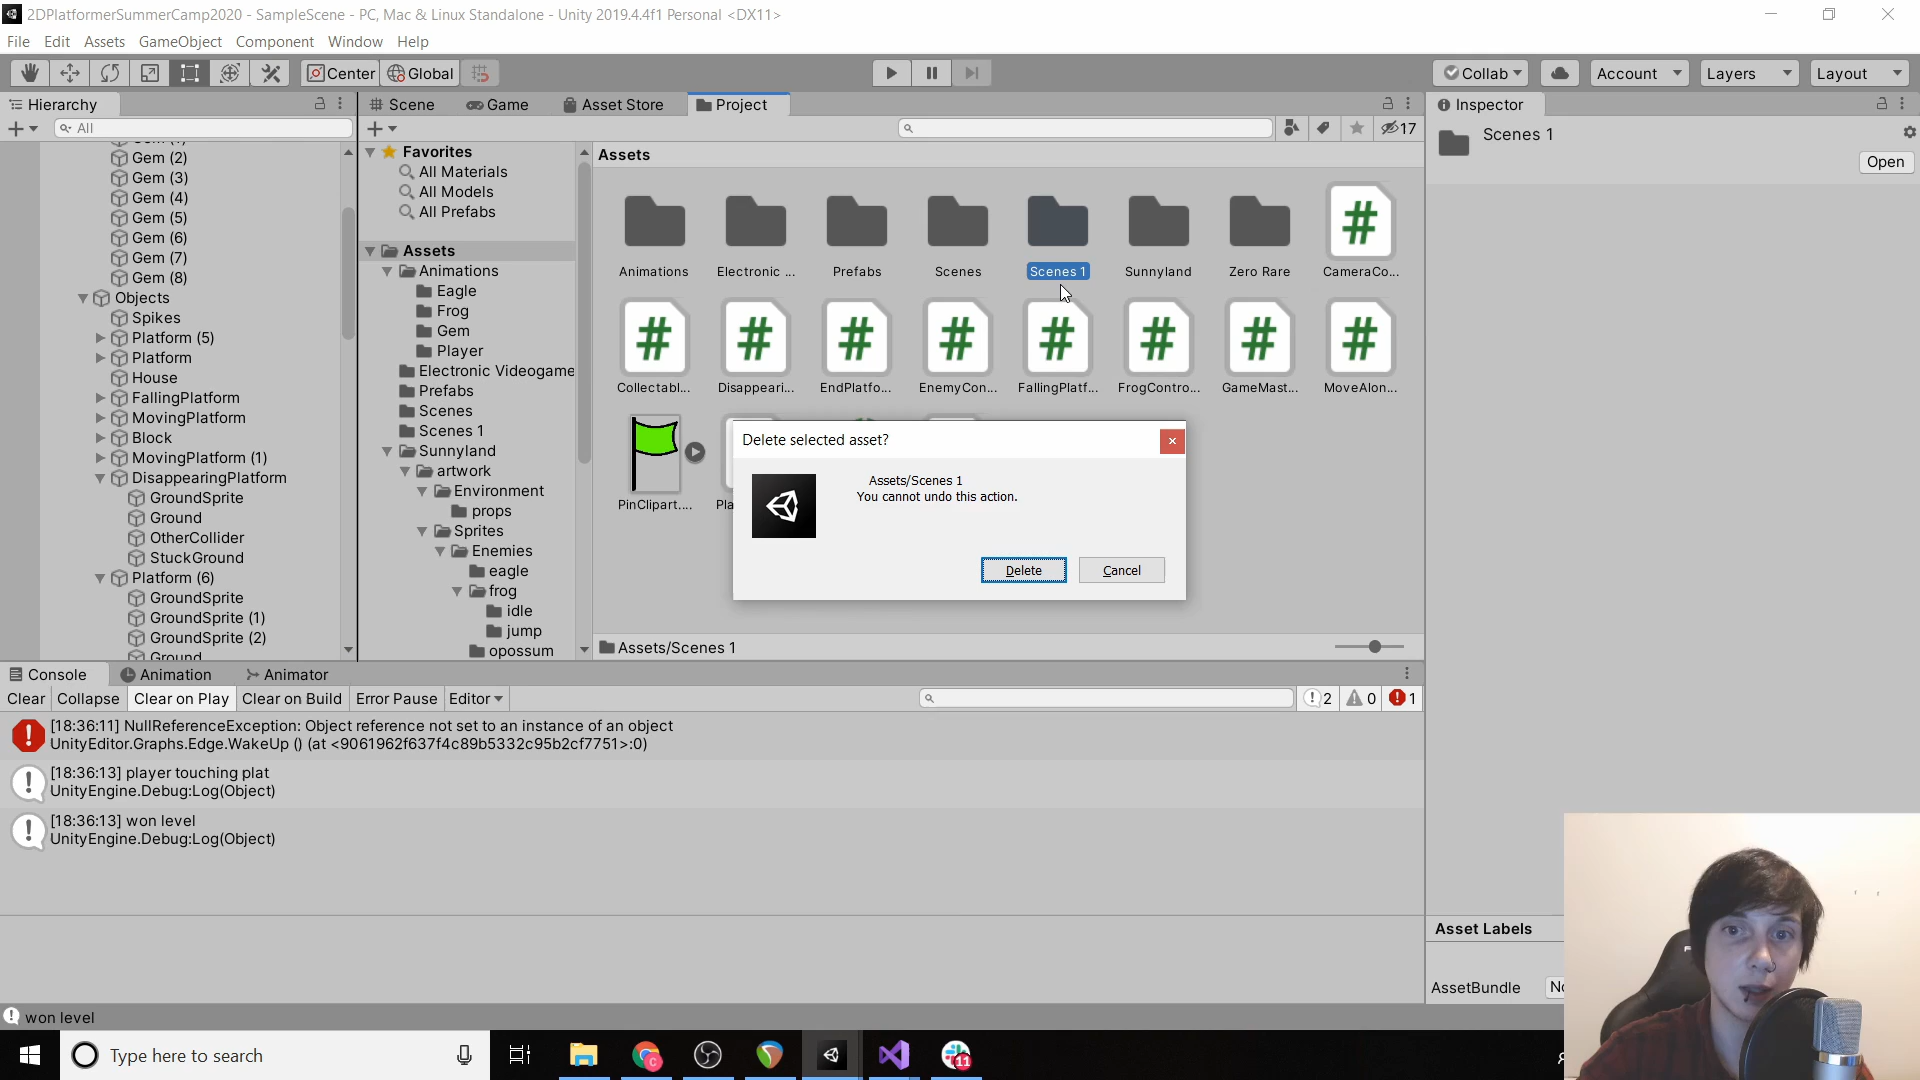 2DPlatformerSummerCamp2020 - SampleScene - PC, Mac & Linux Standalone - Unity 2019.4.4f1 Personal <DX11>
File Edit Assets GameObject Component Window Help
Center Global Collab Account Layers Layout
Hierarchy
All
Gem (2)
Gem (3)
Gem (4)
Gem (5)
Gem (6)
Gem (7)
Gem (8)
Objects
Spikes
Platform (5)
Platform
House
FallingPlatform
MovingPlatform
Block
MovingPlatform (1)
DisappearingPlatform
GroundSprite
Ground
OtherCollider
StuckGround
Platform (6)
GroundSprite
GroundSprite (1)
GroundSprite (2)
Ground
Scene Game Asset Store Project
17
Favorites
All Materials
All Models
All Prefabs
Assets
Animations
Eagle
Frog
Gem
Player
Electronic Videogame
Prefabs
Scenes
Scenes 1
Sunnyland
artwork
Environment
props
Sprites
Enemies
eagle
frog
idle
jump
opossum
Assets
Animations Electronic ... Prefabs Scenes Scenes 1 Sunnyland Zero Rare CameraCo...
Collectabl... Disappeari... EndPlatfo... EnemyCon... FallingPlatf... FrogContro... GameMast... MoveAlon...
PinClipart.... Pla
Delete selected asset?
Assets/Scenes 1
You cannot undo this action.
Delete Cancel
Assets/Scenes 1
Inspector
Scenes 1
Open
Asset Labels
AssetBundle
Console Animation Animator
Clear Collapse Clear on Play Clear on Build Error Pause Editor 2 0 1
[18:36:11] NullReferenceException: Object reference not set to an instance of an object
UnityEditor.Graphs.Edge.WakeUp () (at <9061962f637f4c89b5332c95b2cf7751>:0)
[18:36:13] player touching plat
UnityEngine.Debug:Log(Object)
[18:36:13] won level
UnityEngine.Debug:Log(Object)
won level
Type here to search
11